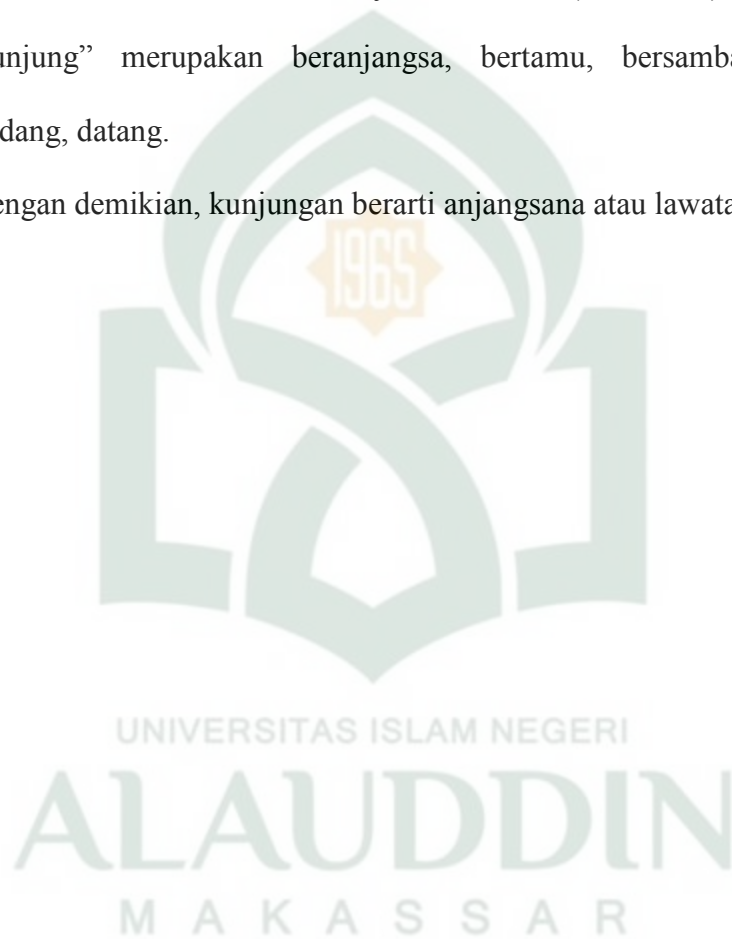 unjung” merupakan beranjangsa, bertamu, bersamba
dang, datang.
engan demikian, kunjungan berarti anjangsana atau lawata
1965
UNIVERSITAS ISLAM NEGERI
ALAUDDIN
MAKASSAR